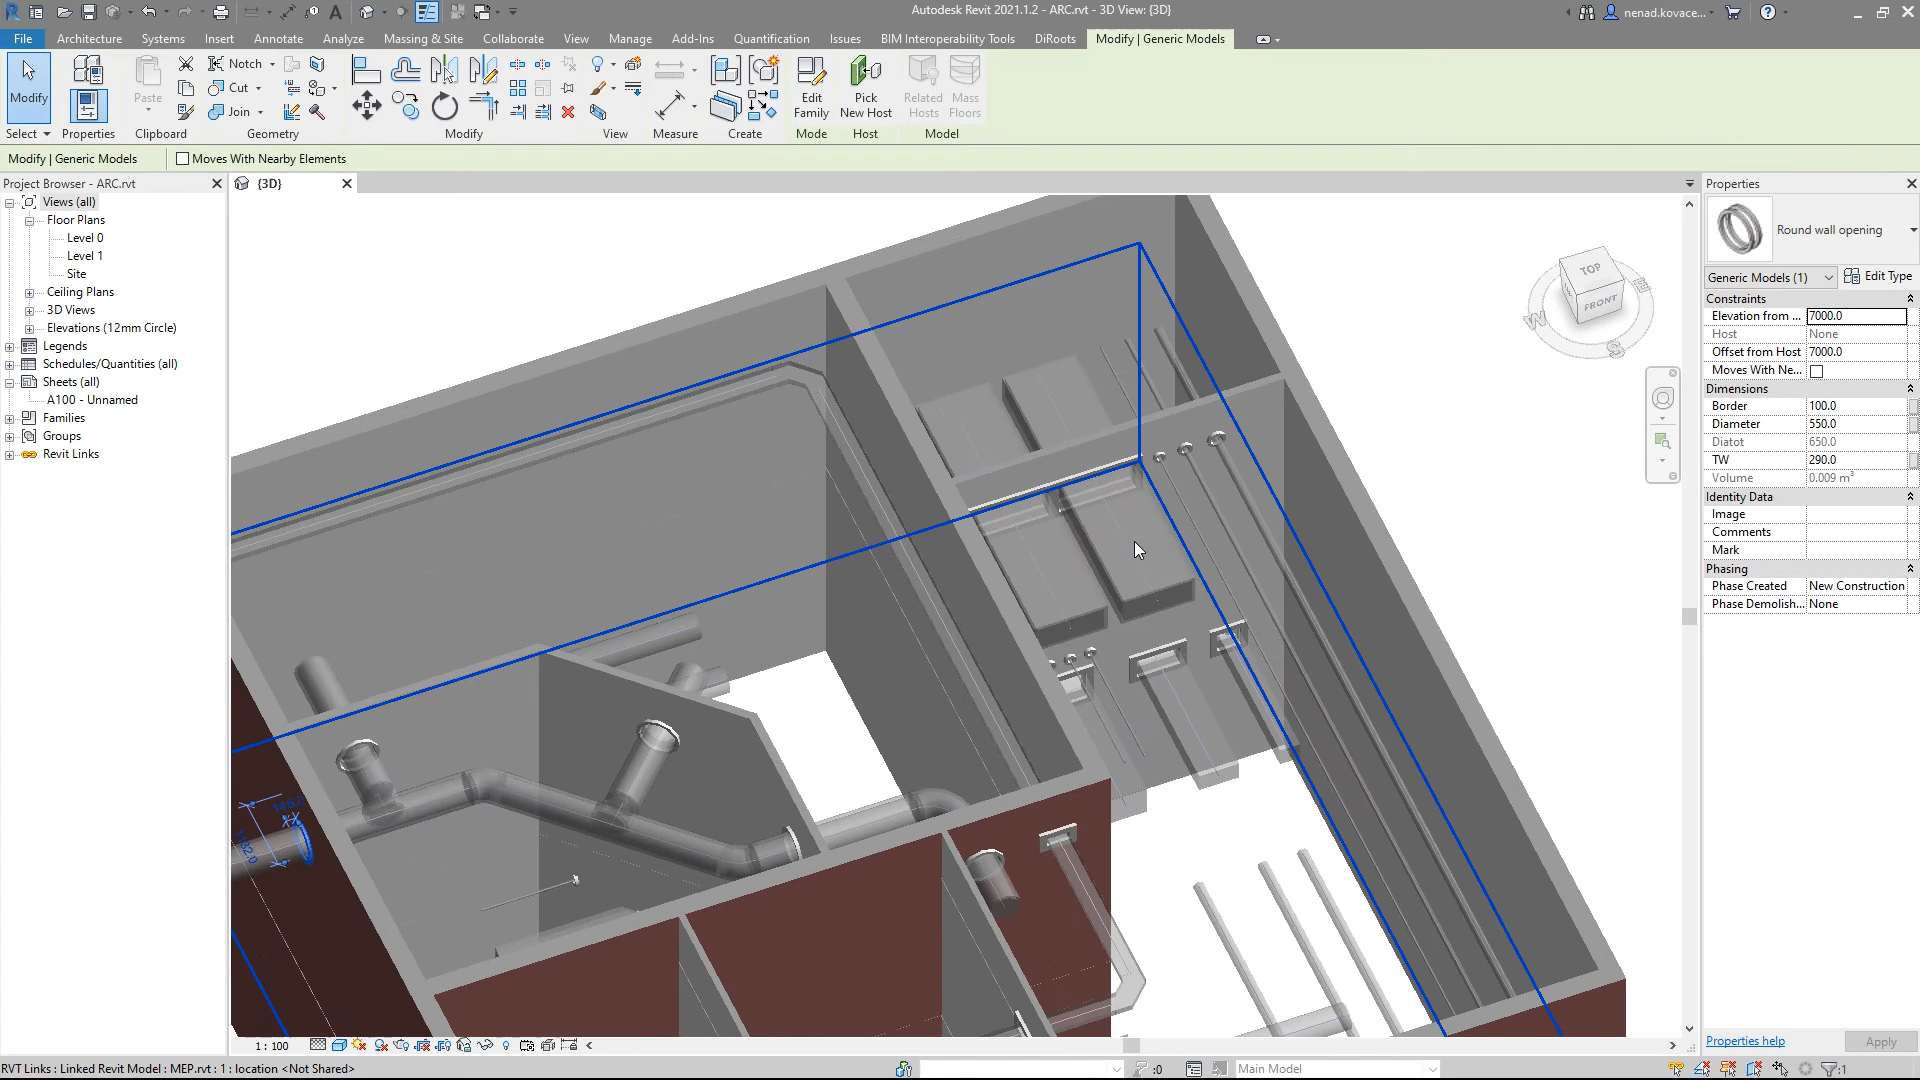 Autodesk Revit 2021.1.2 - ARC.rvt - 3D View: {3D}
nenad.kovace...
File Architecture Systems Insert Annotate Analyze Massing & Site Collaborate View Manage Add-Ins Quantification Issues BIM Interoperability Tools DiRoots Modify | Generic Models
Modify
Paste
Notch
Cut
Join
Edit Family
Pick New Host
Related Hosts
Mass Floors
Select Properties Clipboard Geometry Modify View Measure Create Mode Host Model
Modify | Generic Models Moves With Nearby Elements
Project Browser - ARC.rvt
{3D}
Views (all)
Floor Plans
Level 0
Level 1
Site
Ceiling Plans
3D Views
Elevations (12mm Circle)
Legends
Schedules/Quantities (all)
Sheets (all)
A100 - Unnamed
Families
Groups
Revit Links
TOP
FRONT
W
S
E
1132.0
Properties
Round wall opening
Generic Models (1) Edit Type
Constraints
Elevation from ... 7000.0
Host None
Offset from Host 7000.0
Moves With Ne...
Dimensions
Border 100.0
Diameter 550.0
Diatot 650.0
TW 290.0
Volume 0.009 m³
Identity Data
Image
Comments
Mark
Phasing
Phase Created New Construction
Phase Demolish... None
Properties help Apply
1 : 100
RVT Links : Linked Revit Model : MEP.rvt : 1 : location <Not Shared>
:0
Main Model
:1